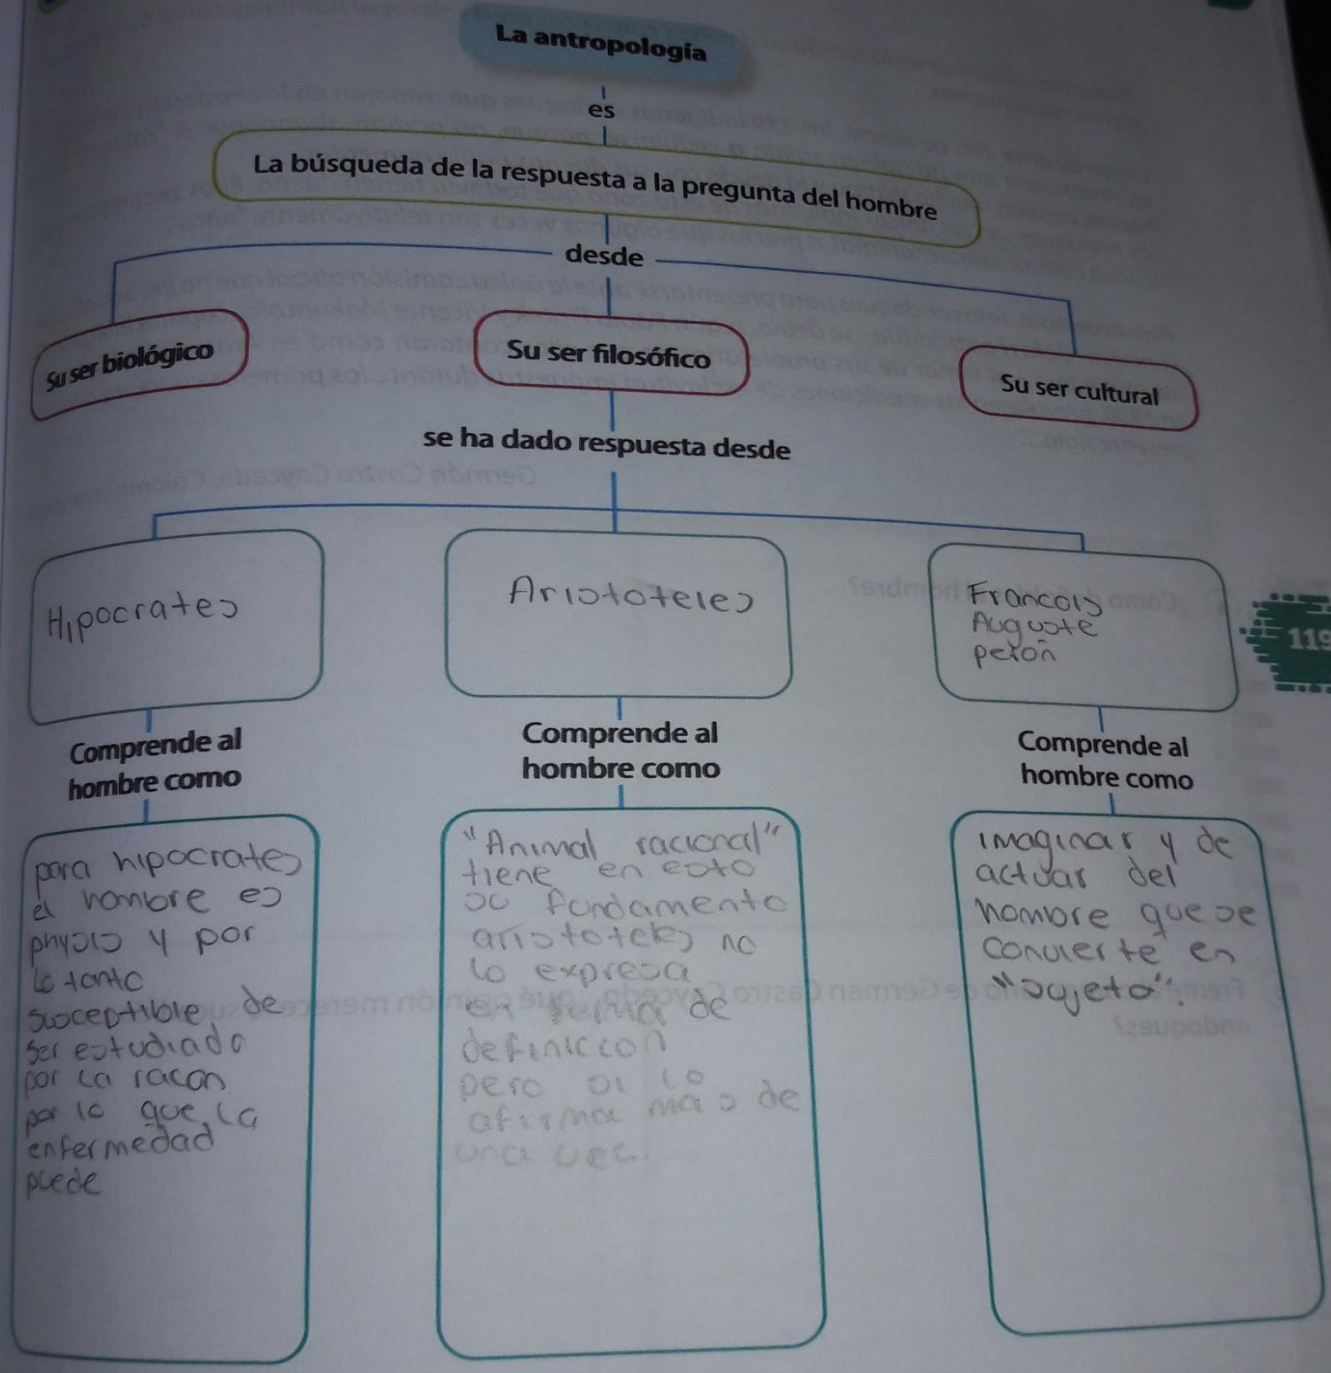 La antropología
es
La búsqueda de la respuesta a la pregunta del hombre
desde
Su ser biológico
Su ser filosófico
Su ser cultural
se ha dado respuesta desde
Hipocrates
Aristoteles
Francois
Auguste
peron
119
Comprende al
hombre como
Comprende al
hombre como
Comprende al
hombre como
para hipocrates
el hombre es
physis y por
lo tanto
susceptible de
ser estudiado
por la racon
por lo que la
enfermedad
puede
"Animal racional"
tiene en esto
su fundamento
aristoteles no
lo expresa
en forma de
definiccon
pero si lo
afirma mas de
una vez.
imaginar y de
actuar del
hombre que se
convierte en
"ogjeto".